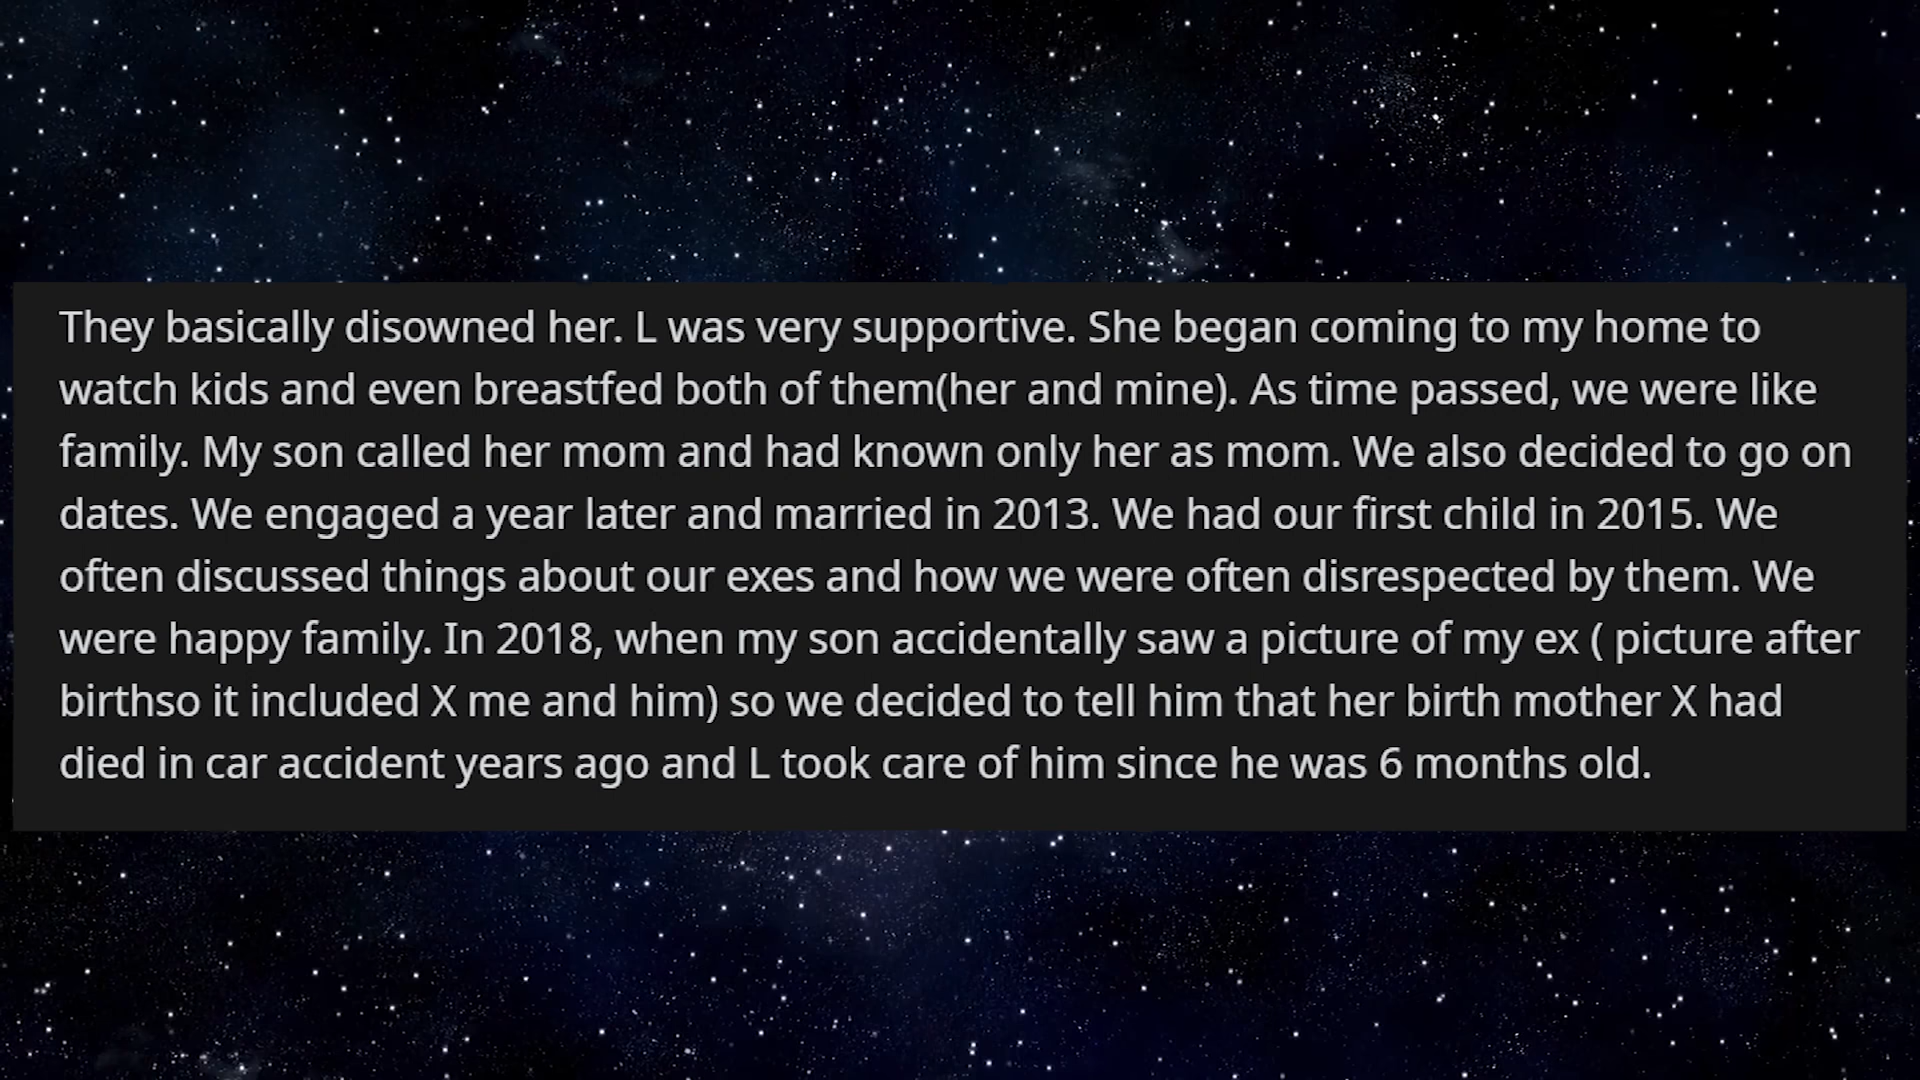 They basically disowned her. L was very supportive. She began coming to my home to
watch kids and even breastfed both of them(her and mine). As time passed, we were like
family. My son called her mom and had known only her as mom. We also decided to go on
dates. We engaged a year later and married in 2013. We had our first child in 2015. We
often discussed things about our exes and how we were often disrespected by them. We
were happy family. In 2018, when my son accidentally saw a picture of my ex ( picture after
birthso it included X me and him) so we decided to tell him that her birth mother X had
died in car accident years ago and L took care of him since he was 6 months old.